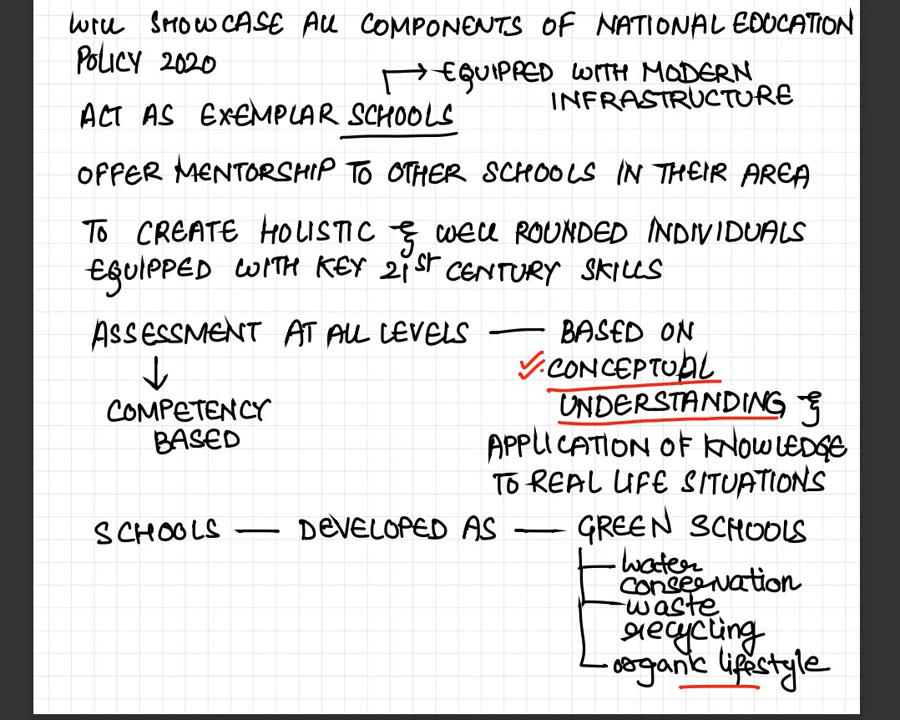 WILL SHOWCASE ALL COMPONENTS OF NATIONAL EDUCATION
POLICY 2020
EQUIPPED WITH MODERN
INFRASTRUCTURE
ACT AS EXEMPLAR SCHOOLS
OFFER MENTORSHIP TO OTHER SCHOOLS IN THEIR AREA
TO CREATE HOLISTIC & WELL ROUNDED INDIVIDUALS
EQUIPPED WITH KEY 21ST CENTURY SKILLS
ASSESSMENT AT ALL LEVELS — BASED ON
CONCEPTUAL
UNDERSTANDING &
COMPETENCY
BASED
APPLICATION OF KNOWLEDGE
TO REAL LIFE SITUATIONS
SCHOOLS — DEVELOPED AS — GREEN SCHOOLS
water
conservation
waste
recycling
organic lifestyle